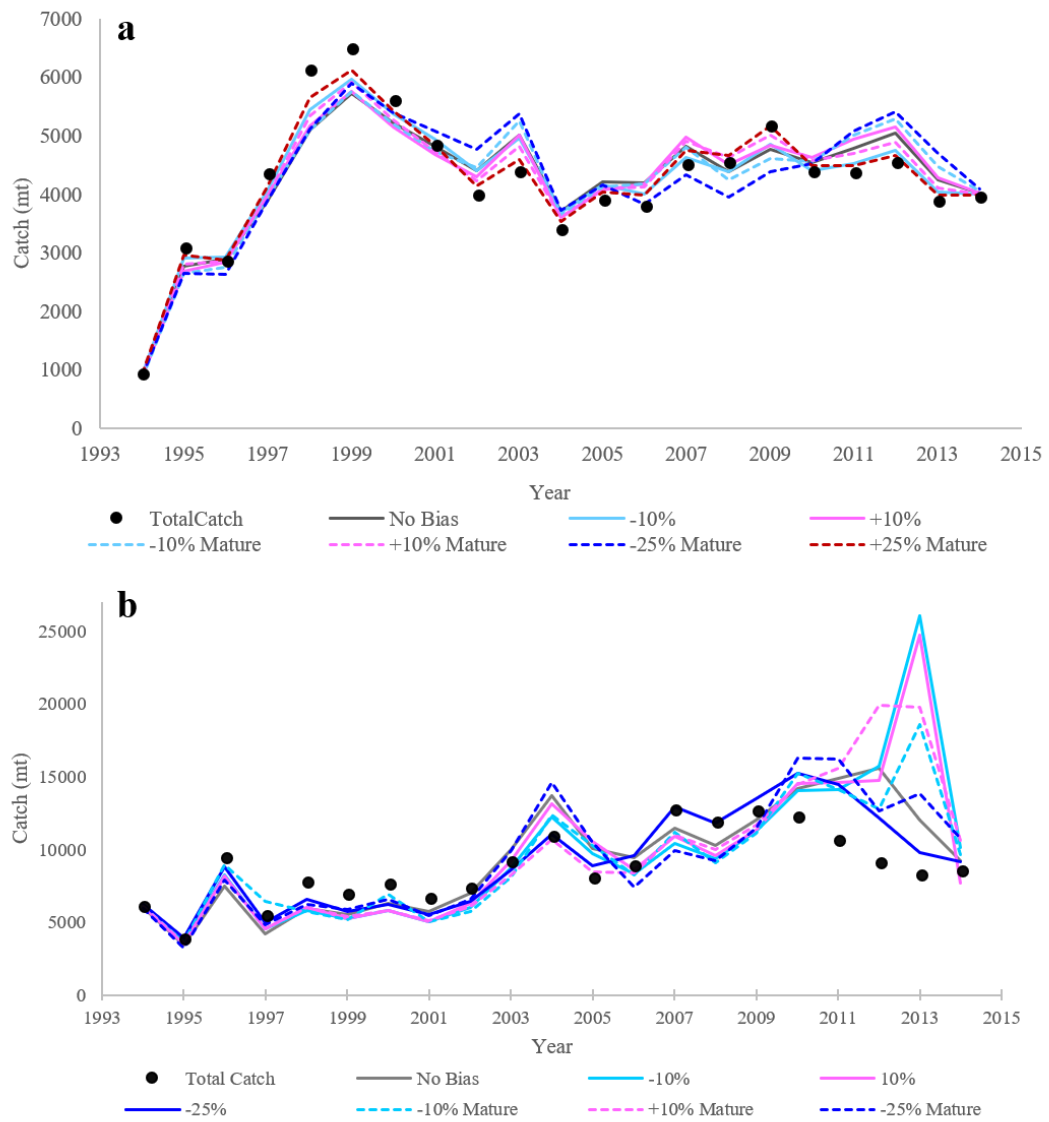 a
7000
6000
5000
4000
3000
2000
1000
0
Catch (mt)
1993 1995 1997 1999 2001 2003 2005 2007 2009 2011 2013 2015
Year
TotalCatch No Bias -10% +10%
-10% Mature +10% Mature -25% Mature +25% Mature
b
25000
20000
15000
10000
5000
0
Catch (mt)
1993 1995 1997 1999 2001 2003 2005 2007 2009 2011 2013 2015
Year
Total Catch No Bias -10% 10%
-25% -10% Mature +10% Mature -25% Mature